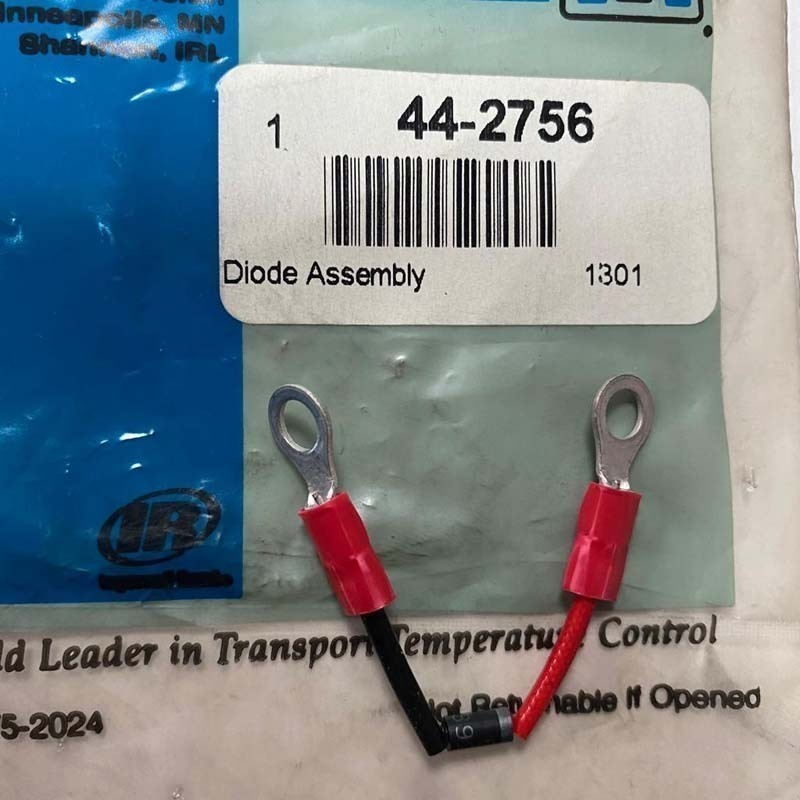 Minneapolis, MN
Shannon, IRL
1 44-2756
Diode Assembly 1301
IR
ld Leader in Transport Temperature Control
5-2024
Not Returnable If Opened